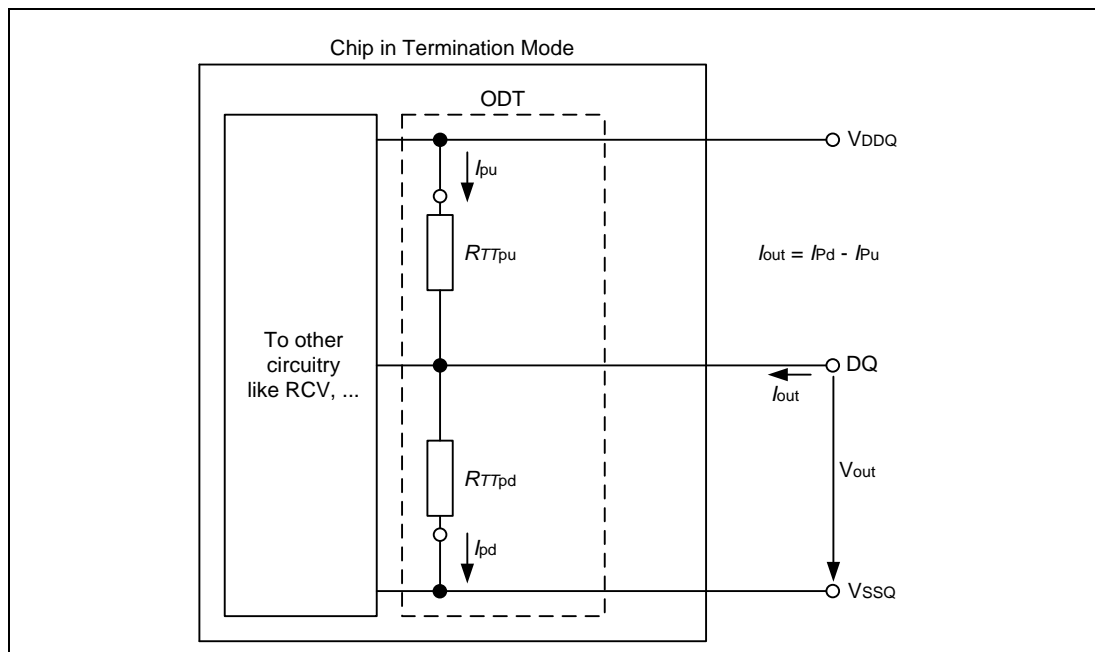 Chip in Termination Mode
ODT
VDDQ
Ipu
RTTpu
Iout = IPd - IPu
To other
circuitry
like RCV, ...
DQ
Iout
RTTpd
Vout
Ipd
VSSQ